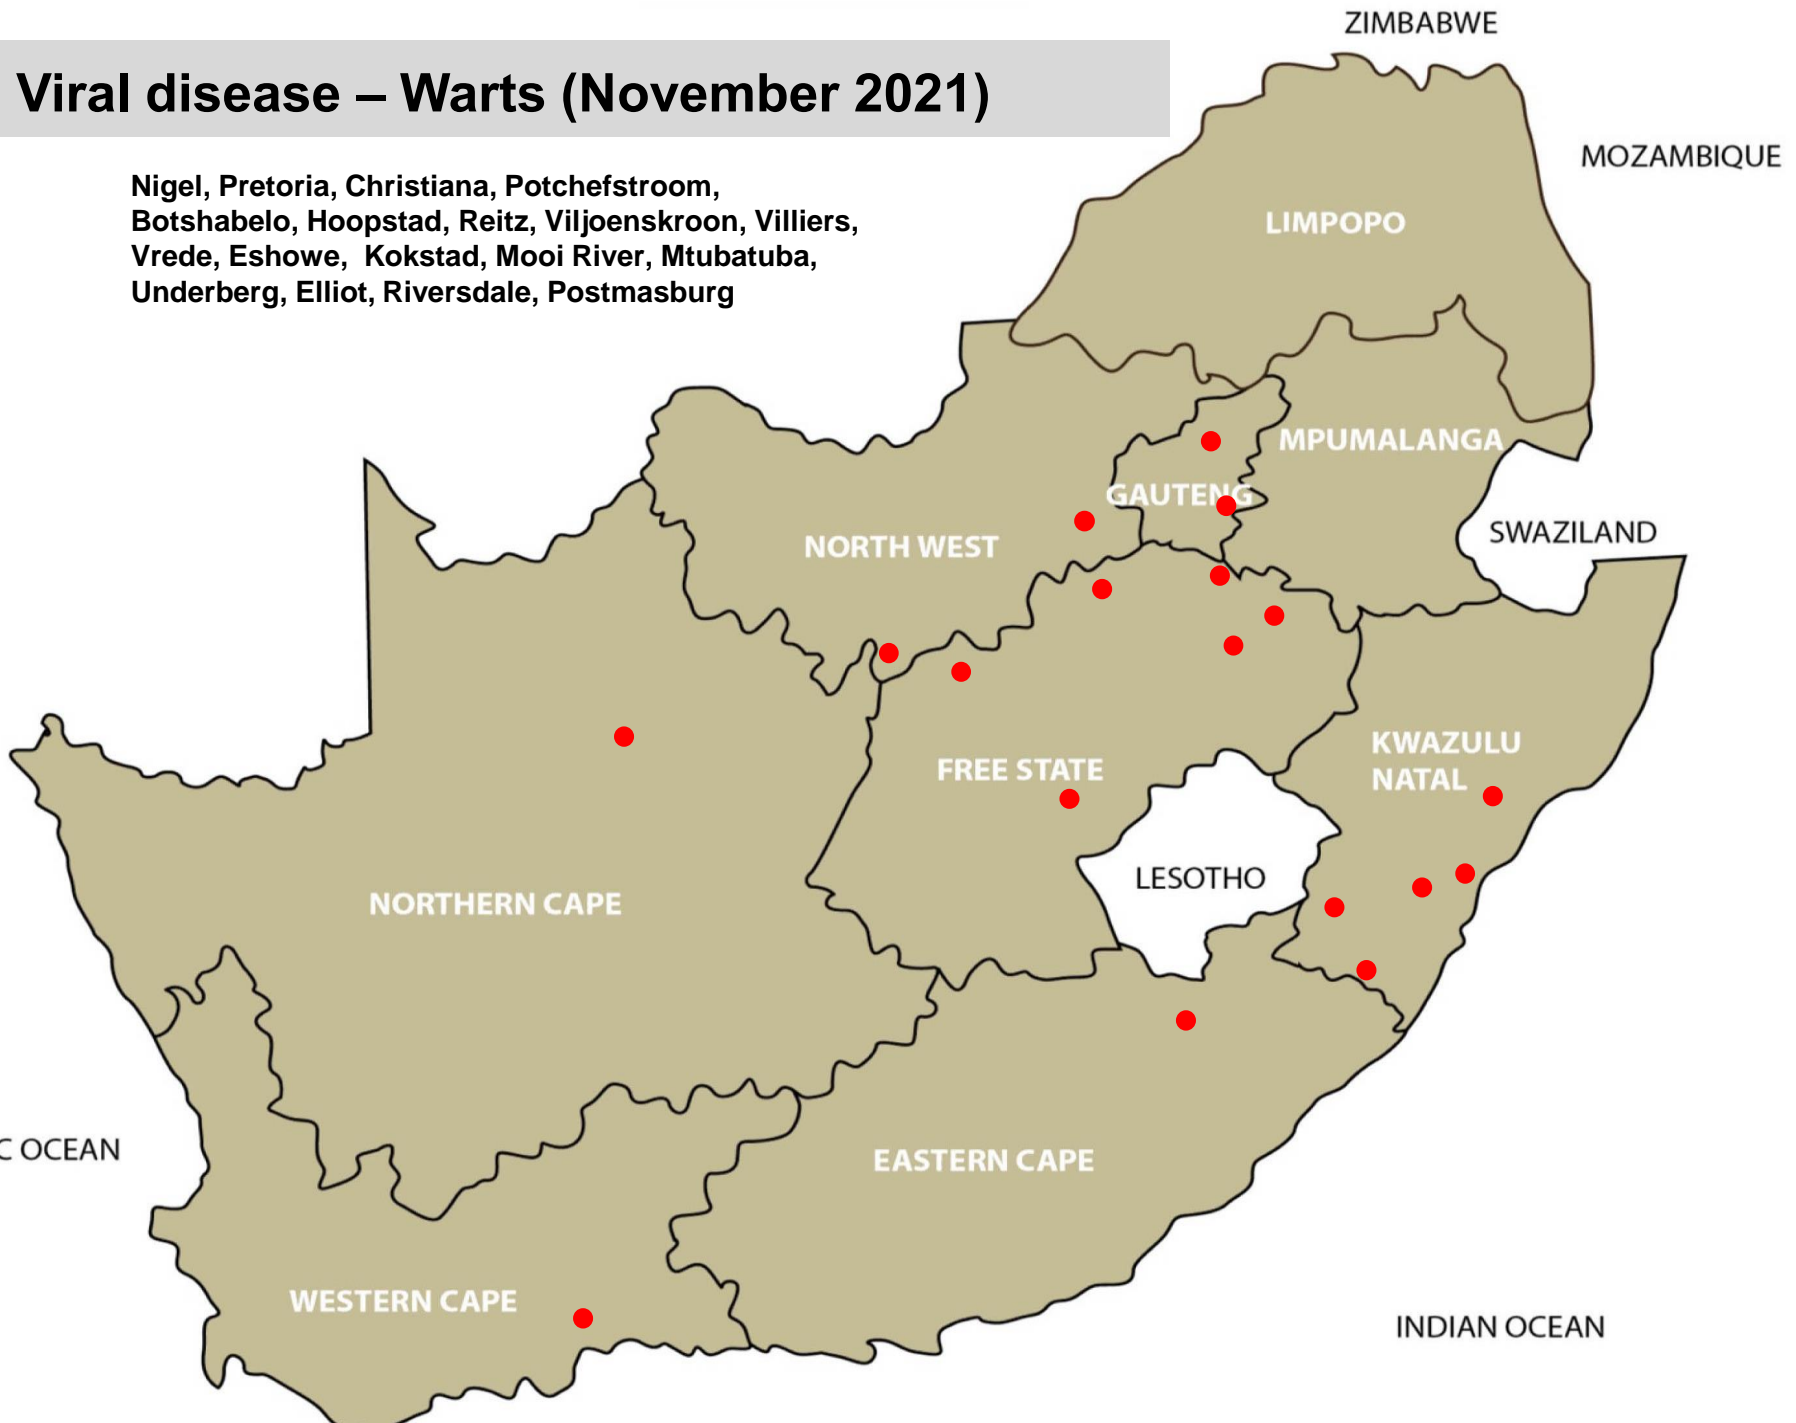 ZIMBABWE
Viral disease – Warts (November 2021)
MOZAMBIQUE
Nigel, Pretoria, Christiana, Potchefstroom,
Botshabelo, Hoopstad, Reitz, Viljoenskroon, Villiers,
Vrede, Eshowe, Kokstad, Mooi River, Mtubatuba,
Underberg, Elliot, Riversdale, Postmasburg
LIMPOPO
MPUMALANGA
GAUTENG
SWAZILAND
NORTH WEST
KWAZULU
NATAL
FREE STATE
LESOTHO
NORTHERN CAPE
C OCEAN
EASTERN CAPE
WESTERN CAPE
INDIAN OCEAN